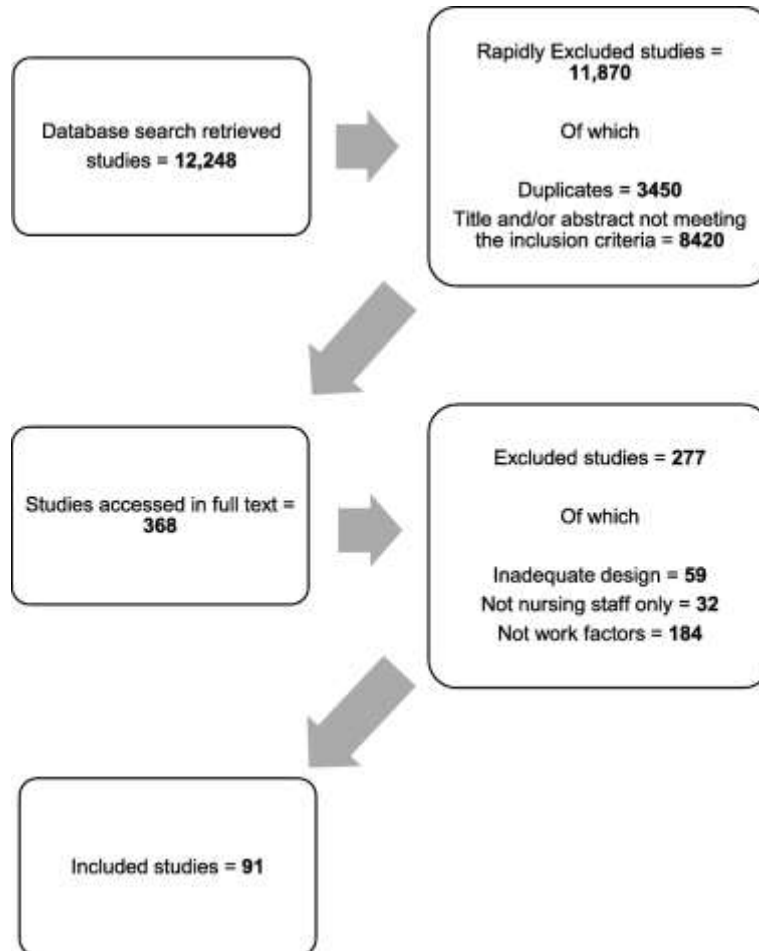 Database search retrieved
studies = 12,248
Rapidly Excluded studies =
11,870
Of which
Duplicates = 3450
Title and/or abstract not meeting
the inclusion criteria = 8420
Studies accessed in full text =
368
Excluded studies = 277
Of which
Inadequate design = 59
Not nursing staff only = 32
Not work factors = 184
Included studies = 91